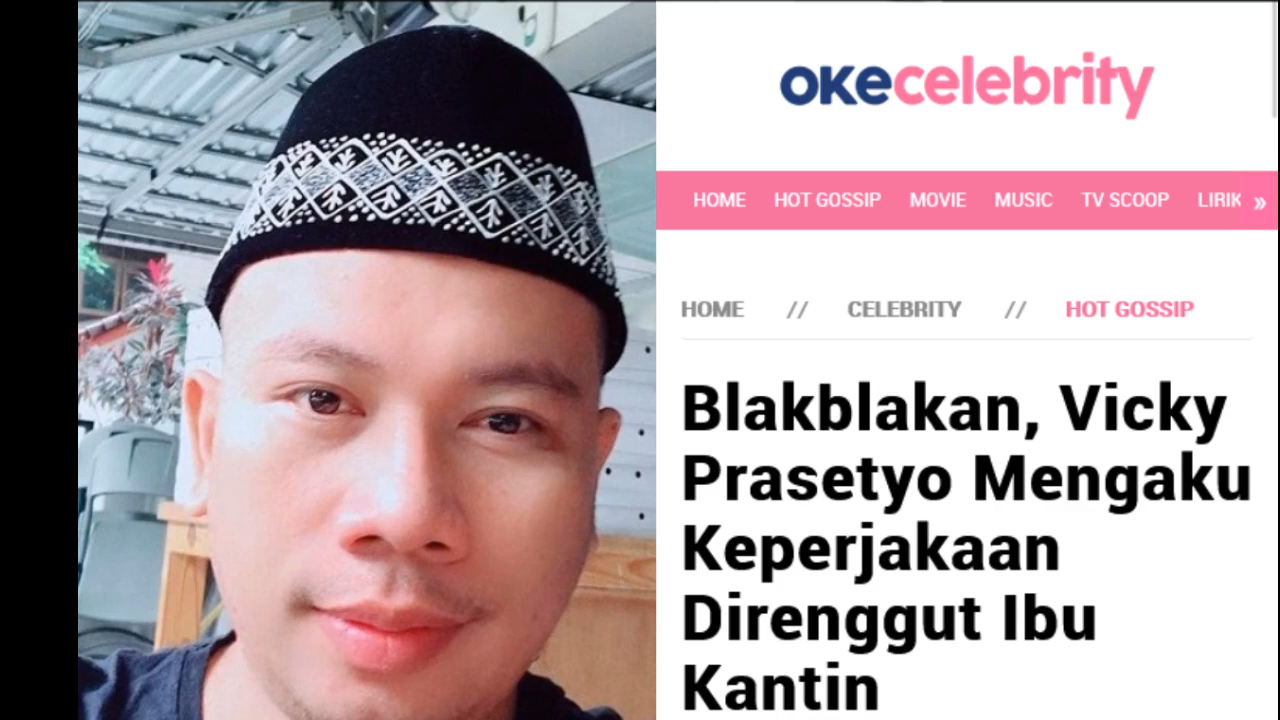 okecelebrity
HOME HOT GOSSIP MOVIE MUSIC TV SCOOP LIRIK »
HOME // CELEBRITY // HOT GOSSIP
Blakblakan, Vicky
Prasetyo Mengaku
Keperjakaan
Direnggut Ibu
Kantin